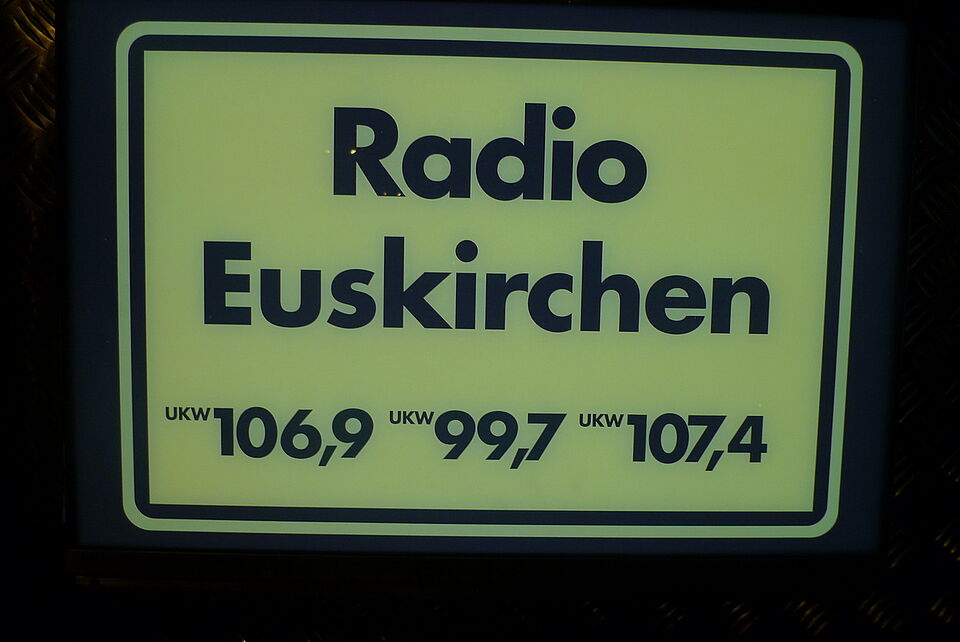 Radio
Euskirchen
UKW 106,9 UKW 99,7 UKW 107,4